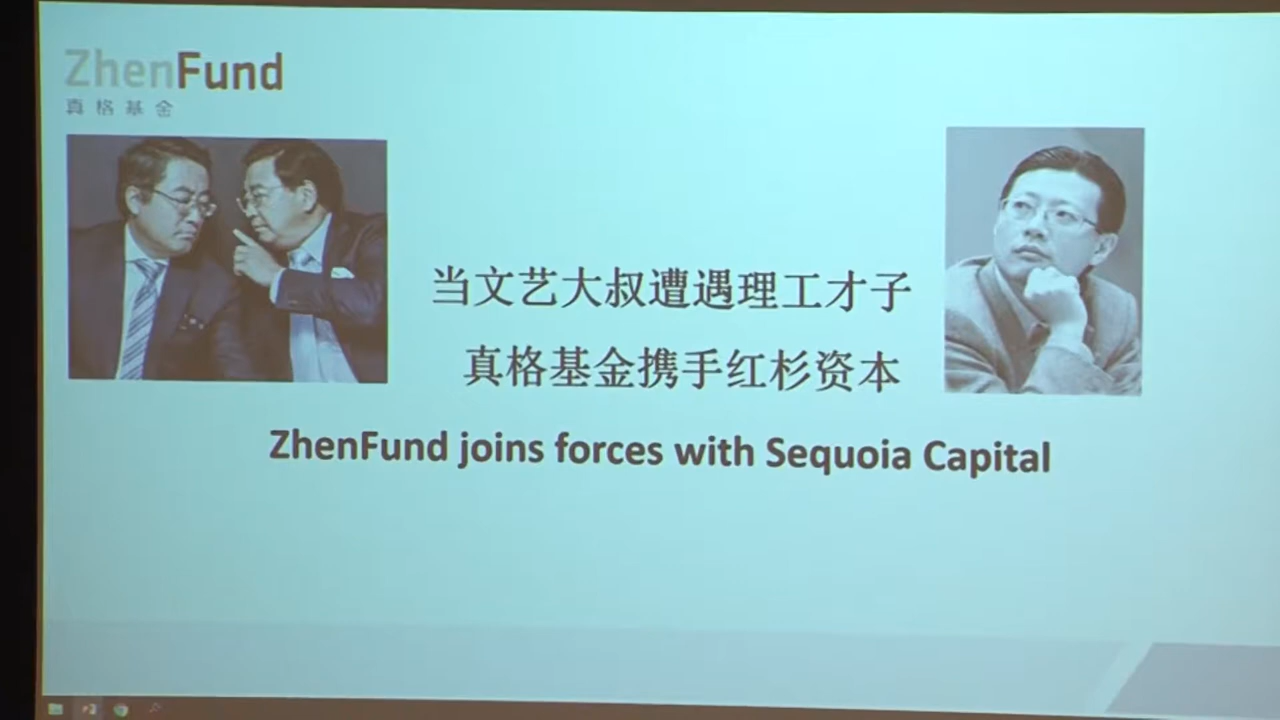 ZhenFund
真格基金
当文艺大叔遭遇理工才子
真格基金携手红杉资本
ZhenFund joins forces with Sequoia Capital